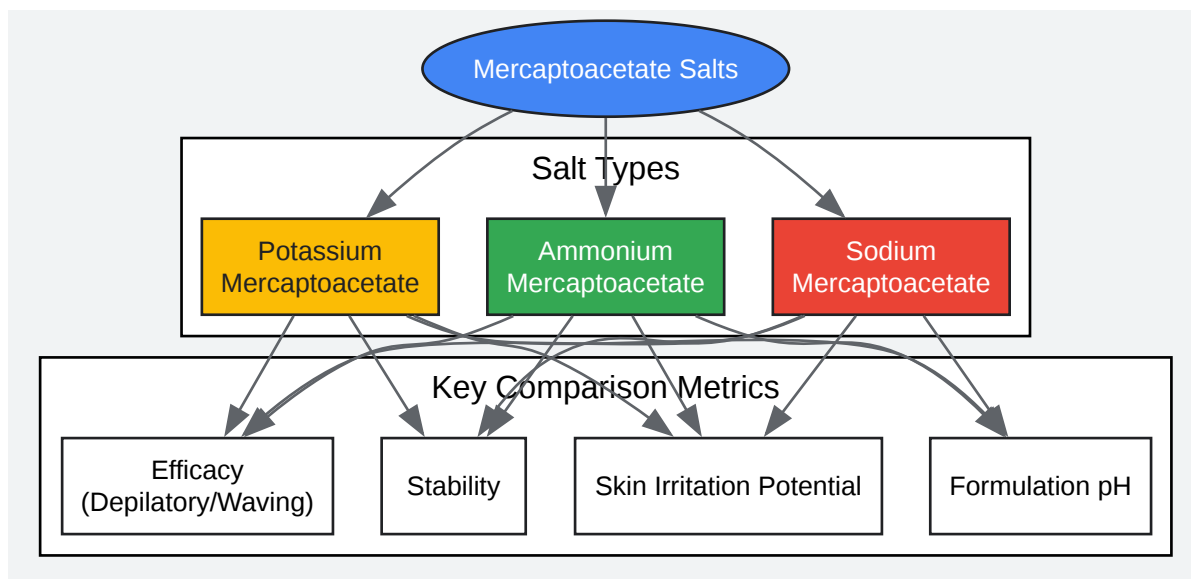 Mercaptoacetate Salts
Salt Types
Potassium
Mercaptoacetate
Ammonium
Mercaptoacetate
Sodium
Mercaptoacetate
Key Comparison Metrics
Efficacy
(Depilatory/Waving)
Stability
Skin Irritation Potential
Formulation pH